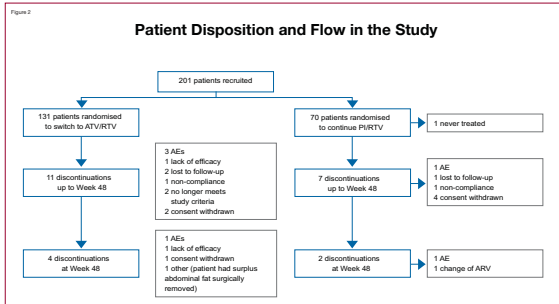 Figure 2
Patient Disposition and Flow in the Study
201 patients recruited
131 patients randomised
to switch to ATV/RTV
70 patients randomised
to continue PI/RTV
1 never treated
11 discontinuations
up to Week 48
3 AEs
1 lack of efficacy
2 lost to follow-up
1 non-compliance
2 no longer meets
study criteria
2 consent withdrawn
7 discontinuations
up to Week 48
1 AE
1 lost to follow-up
1 non-compliance
4 consent withdrawn
4 discontinuations
at Week 48
1 AEs
1 lack of efficacy
1 consent withdrawn
1 other (patient had surplus
abdominal fat surgically
removed)
2 discontinuations
at Week 48
1 AE
1 change of ARV